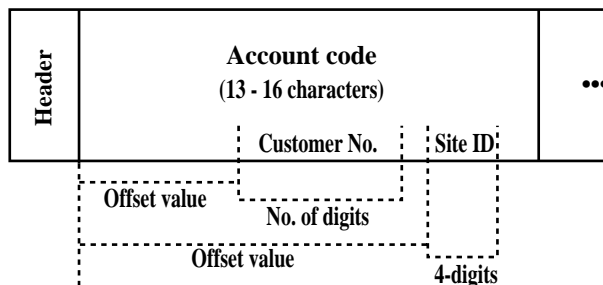 Header
Account code
(13 - 16 characters)
•••
Customer No.
Site ID
Offset value
No. of digits
Offset value
4-digits